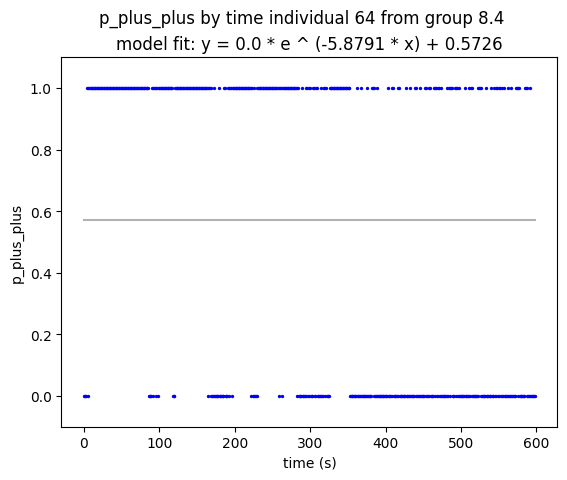 p_plus_plus by time individual 64 from group 8.4
model fit: y = 0.0 * e ^ (-5.8791 * x) + 0.5726
1.0
0.8
0.6
0.4
0.2
0.0
p_plus_plus
0 100 200 300 400 500 600
time (s)